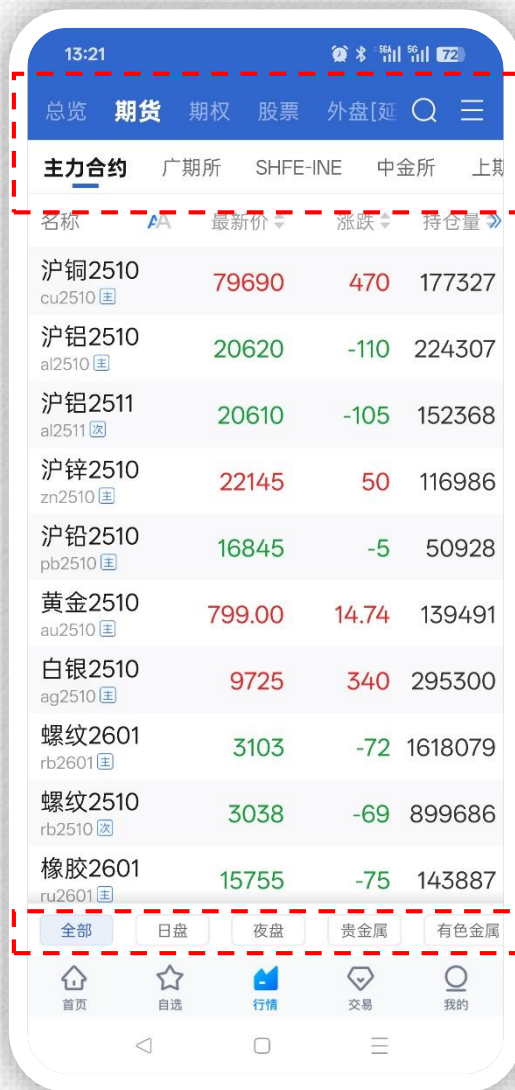 13:21 5GA 5G 72
总览 期货 期权 股票 外盘[延
主力合约 广期所 SHFE-INE 中金所 上期
名称 AA 最新价 涨跌 持仓量
沪铜2510 79690 470 177327
cu2510 主
沪铝2510 20620 -110 224307
al2510 主
沪铝2511 20610 -105 152368
al2511 次
沪锌2510 22145 50 116986
zn2510 主
沪铅2510 16845 -5 50928
pb2510 主
黄金2510 799.00 14.74 139491
au2510 主
白银2510 9725 340 295300
ag2510 主
螺纹2601 3103 -72 1618079
rb2601 主
螺纹2510 3038 -69 899686
rb2510 次
橡胶2601 15755 -75 143887
ru2601 主
全部 日盘 夜盘 贵金属 有色金属
首页 自选 行情 交易 我的